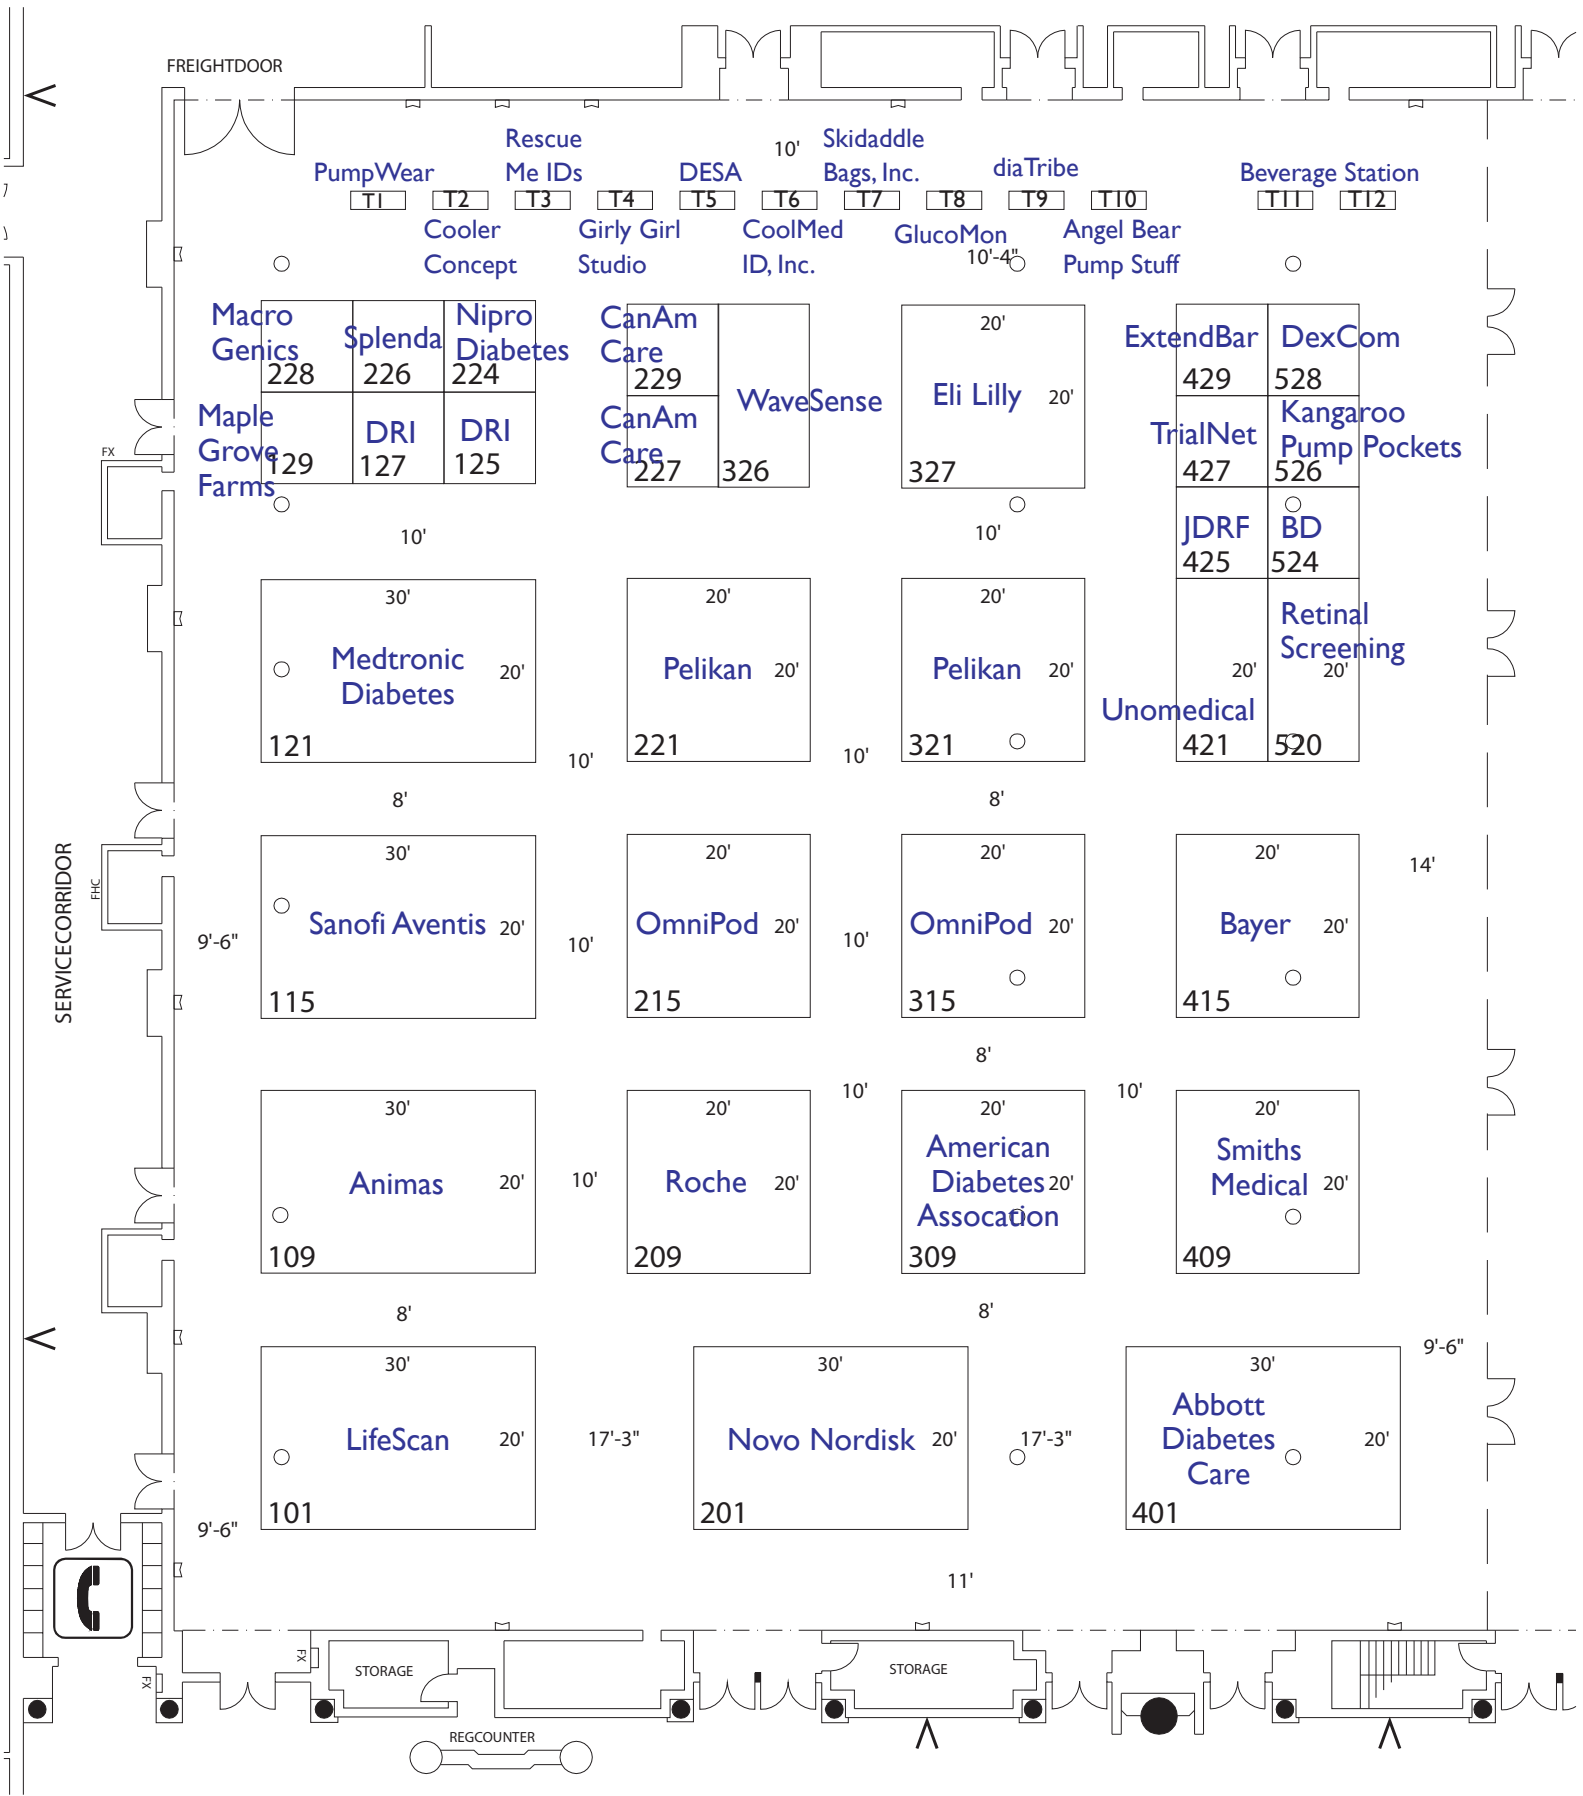 FREIGHTDOOR
10'
PumpWear
Rescue
Me IDs
DESA
Skidaddle
Bags, Inc.
diaTribe
Beverage Station
T1
T2
T3
T4
T5
T6
T7
T8
T9
T10
T11
T12
Cooler
Concept
Girly Girl
Studio
CoolMed
ID, Inc.
GlucoMon
10'-4"
Angel Bear
Pump Stuff
Macro
Genics
228
Splenda
226
Nipro
Diabetes
224
CanAm
Care
229
WaveSense
326
20'
Eli Lilly
20'
327
ExtendBar
429
DexCom
528
Maple
Grove
Farms
129
DRI
127
DRI
125
CanAm
Care
227
TrialNet
427
Kangaroo
Pump Pockets
526
FX
10'
10'
JDRF
425
BD
524
30'
Medtronic
Diabetes
20'
121
20'
Pelikan
20'
221
20'
Pelikan
20'
321
20'
Unomedical
421
Retinal
Screening
20'
520
10'
10'
8'
8'
SERVICECORRIDOR
FHC
9'-6"
30'
Sanofi Aventis
20'
115
10'
20'
OmniPod
20'
215
10'
20'
OmniPod
20'
315
20'
Bayer
20'
415
14'
8'
10'
10'
30'
Animas
20'
109
10'
20'
Roche
20'
209
20'
American
Diabetes
20'
Assocation
309
20'
Smiths
Medical
20'
409
8'
8'
9'-6"
30'
LifeScan
20'
101
17'-3"
30'
Novo Nordisk
20'
201
17'-3"
30'
Abbott
Diabetes
Care
20'
401
9'-6"
11'
FX
FX
STORAGE
STORAGE
REGCOUNTER